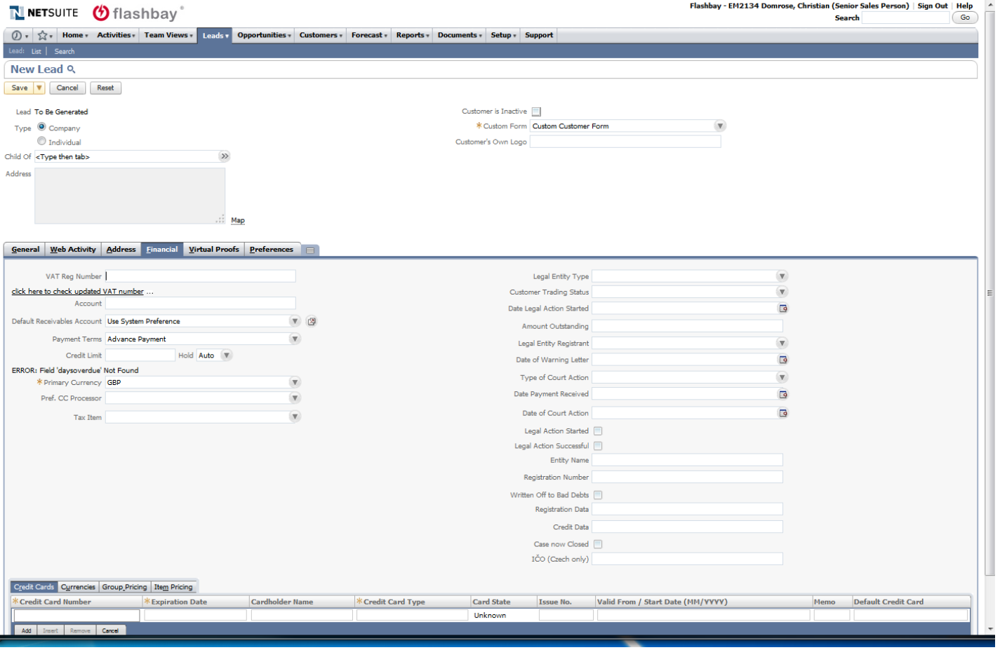 NETSUITE flashbay® Flashbay - EM2134 Domrose, Christian (Senior Sales Person) | Sign Out | Help
Search Go
Home Activities Team Views Leads Opportunities Customers Forecast Reports Documents Setup Support
Lead: List | Search
New Lead
Save Cancel Reset
Lead To Be Generated Customer is Inactive
Type Company *Custom Form Custom Customer Form
Individual Customer's Own Logo
Child Of <Type then tab>
Address
Map
General Web Activity Address Financial Virtual Proofs Preferences
VAT Reg Number Legal Entity Type
click here to check updated VAT number ... Customer Trading Status
Account Date Legal Action Started
Default Receivables Account Use System Preference Amount Outstanding
Payment Terms Advance Payment Legal Entity Registrant
Credit Limit Hold Auto Date of Warning Letter
ERROR: Field 'daysoverdue' Not Found
*Primary Currency GBP Type of Court Action
Pref. CC Processor Date Payment Received
Tax Item Date of Court Action
Legal Action Started
Legal Action Successful
Entity Name
Registration Number
Written Off to Bad Debts
Registration Data
Credit Data
Case now Closed
IČO (Czech only)
Credit Cards Currencies Group Pricing Item Pricing
*Credit Card Number *Expiration Date Cardholder Name *Credit Card Type Card State Issue No. Valid From / Start Date (MM/YYYY) Memo Default Credit Card
Unknown
Add Insert Remove Cancel